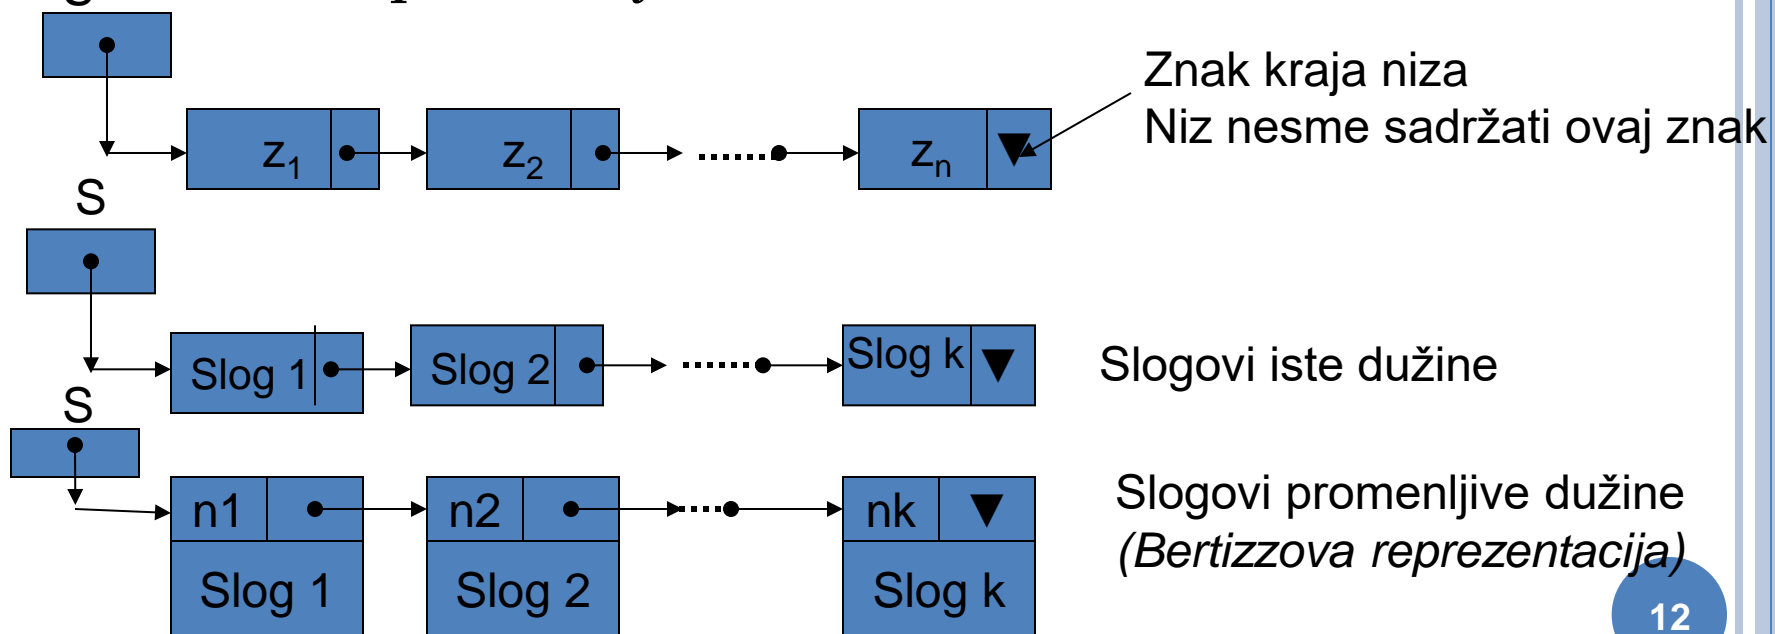 Znak kraja niza
Niz nesme sadržati ovaj znak
z1 z2 ........ zn ▼
S
Slog 1 Slog 2 ....... Slog k ▼
Slogovi iste dužine
S
n1 n2 ..... nk ▼
Slog 1 Slog 2 Slog k
Slogovi promenljive dužine
(Bertizzova reprezentacija)
12